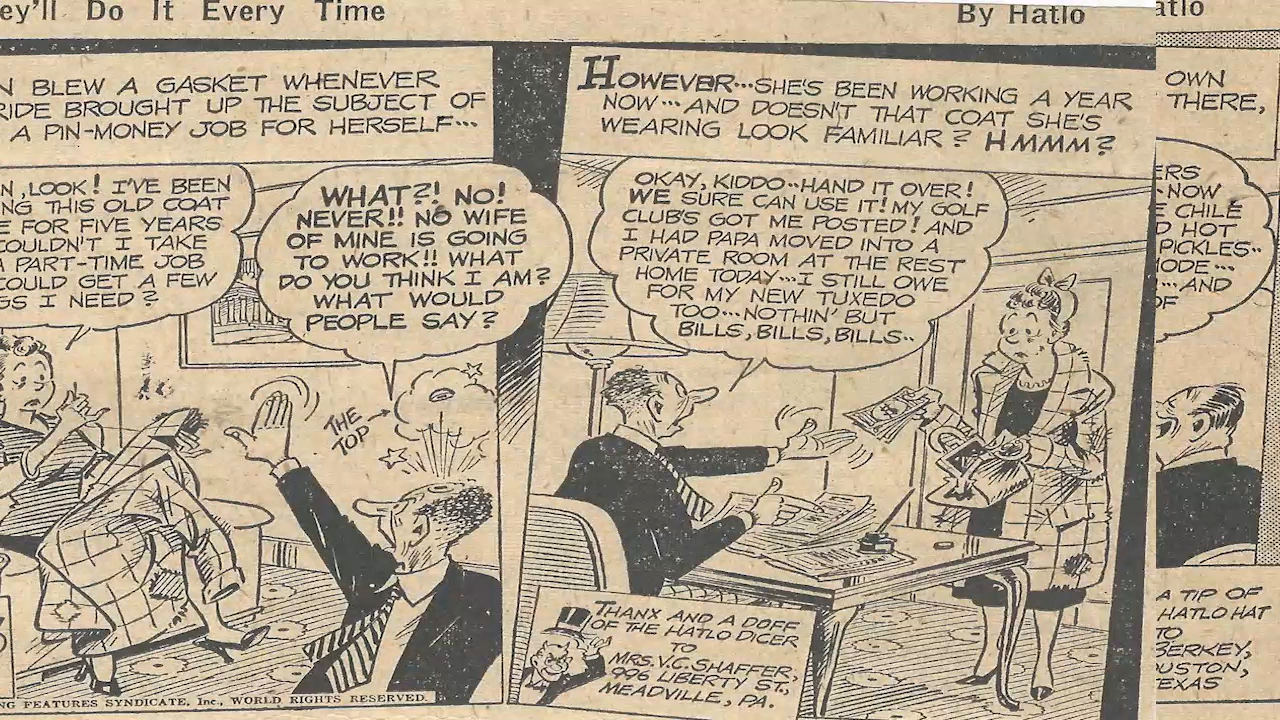 ey'll Do It Every Time
By Hatlo
atlo
N BLEW A GASKET WHENEVER
RIDE BROUGHT UP THE SUBJECT OF
A PIN-MONEY JOB FOR HERSELF...
N, LOOK! I'VE BEEN
NG THIS OLD COAT
E FOR FIVE YEARS
COULDN'T I TAKE
A PART-TIME JOB
COULD GET A FEW
GS I NEED?
WHAT?! NO!
NEVER!! NO WIFE
OF MINE IS GOING
TO WORK!! WHAT
DO YOU THINK I AM?
WHAT WOULD
PEOPLE SAY?
THE
TOP
NG FEATURES SYNDICATE, Inc., WORLD RIGHTS RESERVED.
HOWEVER...SHE'S BEEN WORKING A YEAR
NOW...AND DOESN'T THAT COAT SHE'S
WEARING LOOK FAMILIAR? HMMM?
OKAY, KIDDO..HAND IT OVER!
WE SURE CAN USE IT! MY GOLF
CLUB'S GOT ME POSTED! AND
I HAD PAPA MOVED INTO A
PRIVATE ROOM AT THE REST
HOME TODAY...I STILL OWE
FOR MY NEW TUXEDO
TOO...NOTHIN' BUT
BILLS, BILLS, BILLS..
THANX AND A DOFF
OF THE HATLO DICER
TO
MRS. V.C. SHAFFER,
996 LIBERTY ST.,
MEADVILLE, PA.
OWN
THERE,
ERS
NOW
E CHILE
D HOT
PICKLES..
ODE...
...AND
OF
A TIP OF
HATLO HAT
TO
BERKEY,
OUSTON,
EXAS